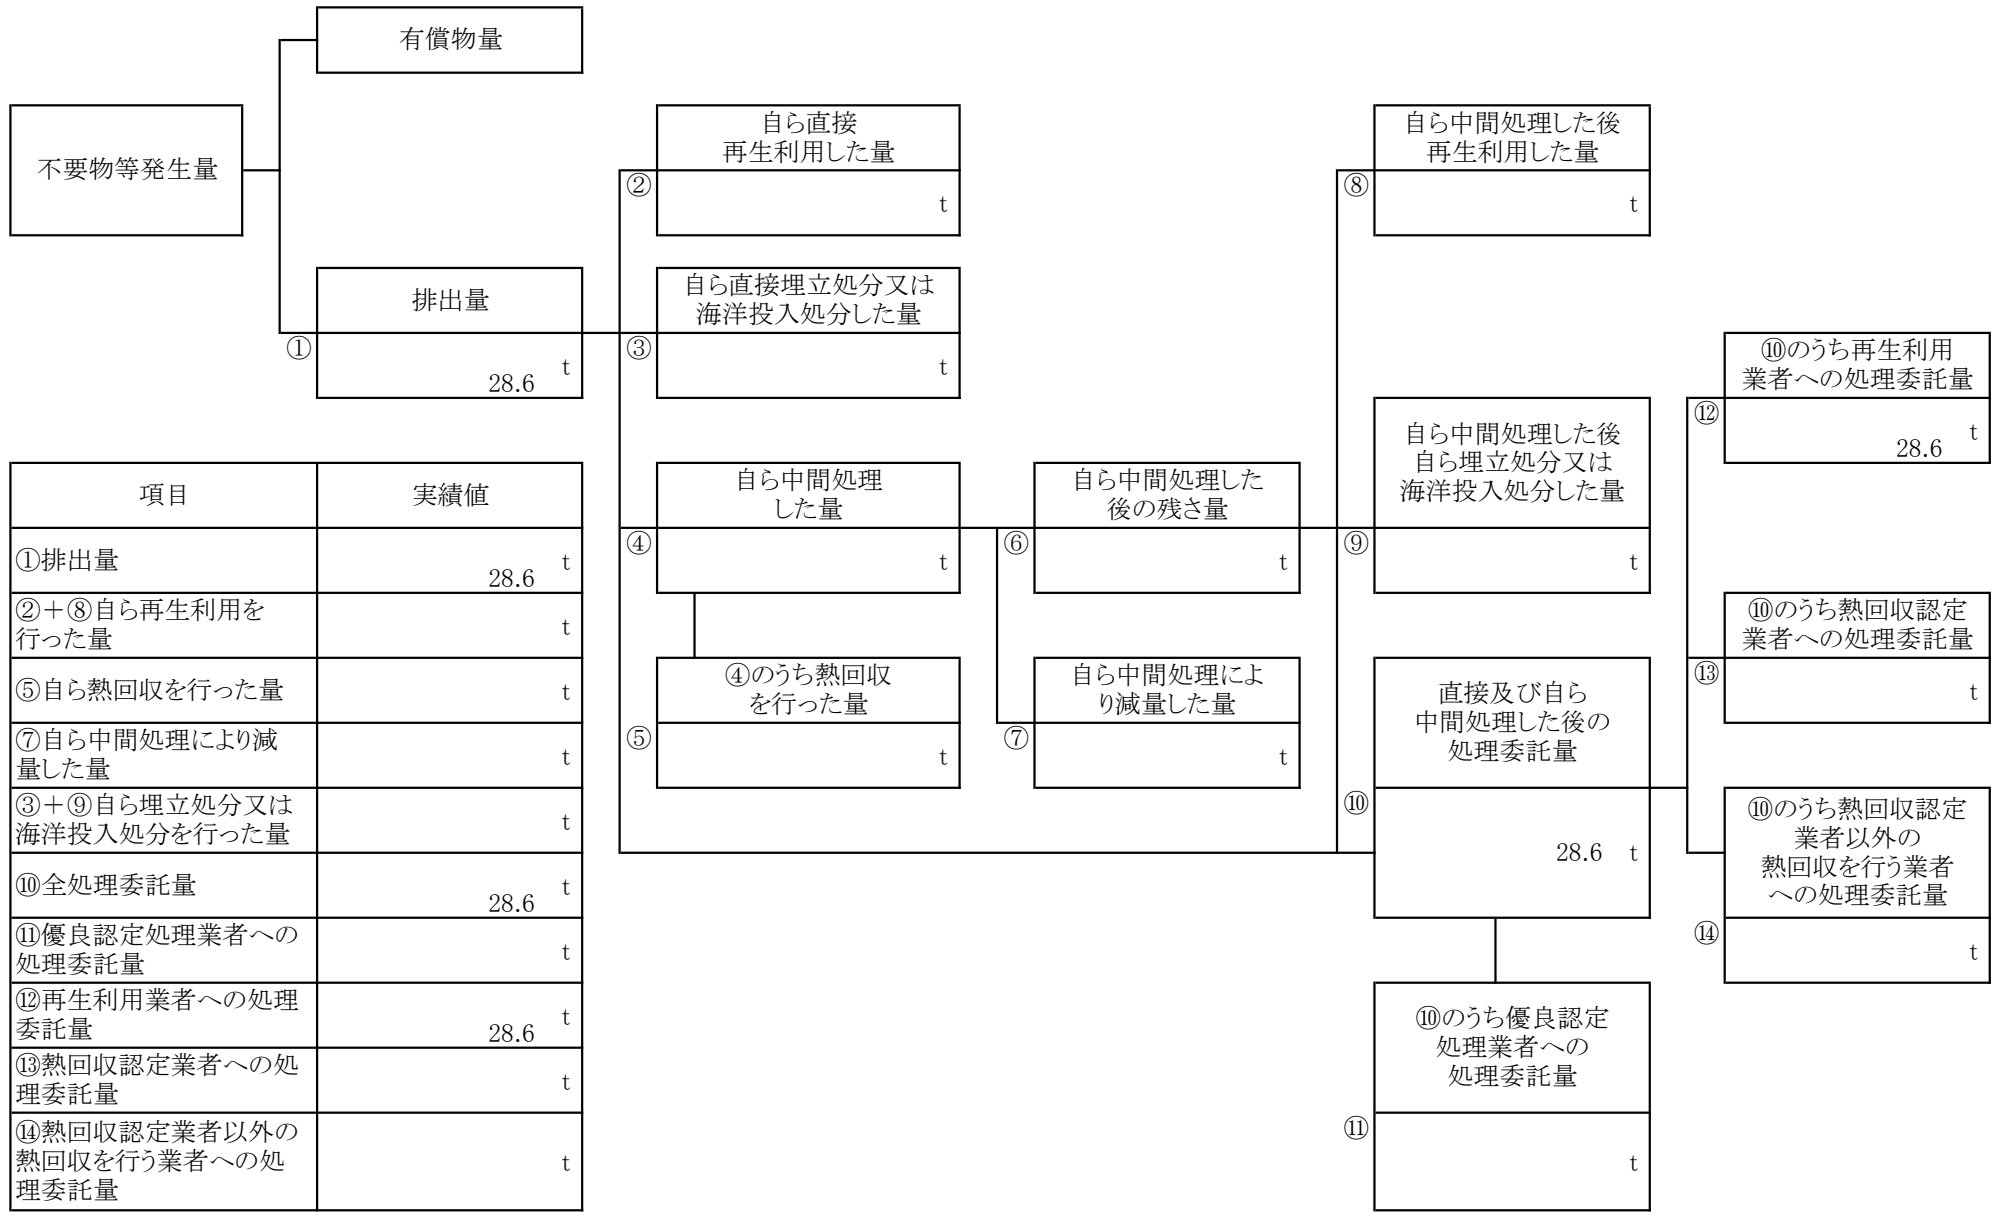 有償物量
不要物等発生量
排出量
①
28.6 t
自ら直接
再生利用した量
②
t
自ら直接埋立処分又は
海洋投入処分した量
③
t
自ら中間処理
した量
④
t
④のうち熱回収
を行った量
⑤
t
自ら中間処理した
後の残さ量
⑥
t
自ら中間処理によ
り減量した量
⑦
t
自ら中間処理した後
再生利用した量
⑧
t
自ら中間処理した後
自ら埋立処分又は
海洋投入処分した量
⑨
t
直接及び自ら
中間処理した後の
処理委託量
⑩
28.6 t
⑩のうち優良認定
処理業者への
処理委託量
⑪
t
⑩のうち再生利用
業者への処理委託量
⑫
28.6 t
⑩のうち熱回収認定
業者への処理委託量
⑬
t
⑩のうち熱回収認定
業者以外の
熱回収を行う業者
への処理委託量
⑭
t
項目 実績値
①排出量 28.6 t
②+⑧自ら再生利用を
行った量 t
⑤自ら熱回収を行った量 t
⑦自ら中間処理により減
量した量 t
③+⑨自ら埋立処分又は
海洋投入処分を行った量 t
⑩全処理委託量 28.6 t
⑪優良認定処理業者への
処理委託量 t
⑫再生利用業者への処理
委託量 28.6 t
⑬熱回収認定業者への処
理委託量 t
⑭熱回収認定業者以外の
熱回収を行う業者への処
理委託量 t